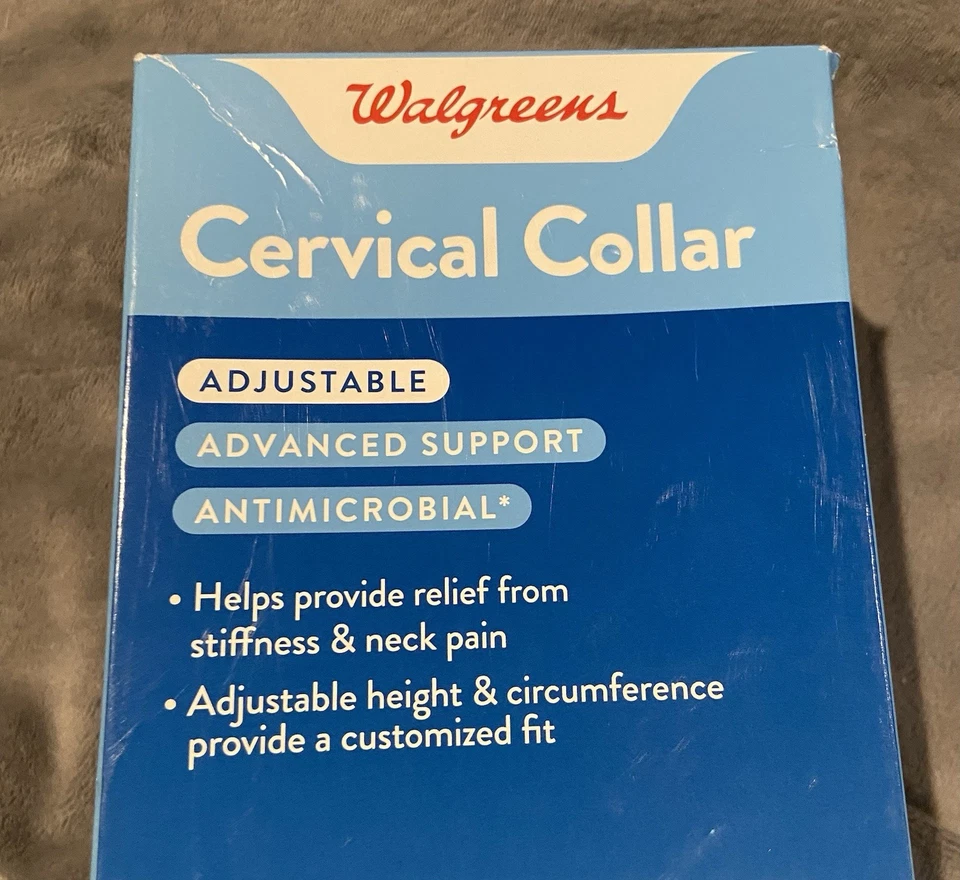 Walgreens
Cervical Collar
ADJUSTABLE
ADVANCED SUPPORT
ANTIMICROBIAL*
• Helps provide relief from
stiffness & neck pain
• Adjustable height & circumference
provide a customized fit